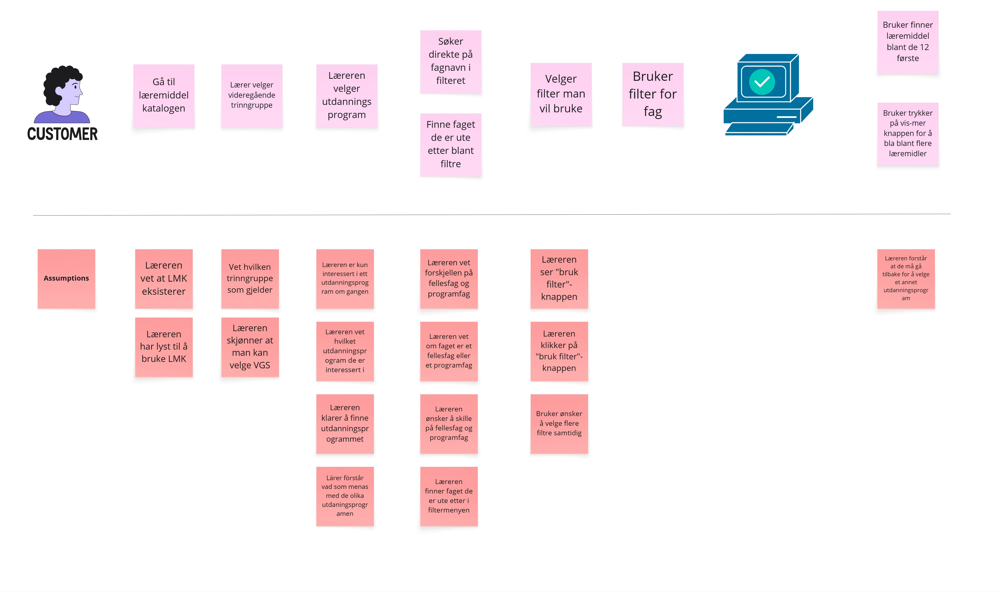 CUSTOMER
Gå til
læremiddel
katalogen
Lærer velger
videregående
trinngruppe
Læreren
velger
utdannings
program
Søker
direkte på
fagnavn i
filteret
Finne faget
de er ute
etter blant
filtre
Velger
filter man
vil bruke
Bruker
filter for
fag
Bruker finner
læremiddel
blant de 12
første
Bruker trykker
på vis-mer
knappen for å
bla blant flere
læremidler
Assumptions
Læreren
vet at LMK
eksisterer
Læreren
har lyst til å
bruke LMK
Vet hvilken
trinngruppe
som gjelder
Læreren
skjønner at
man kan
velge VGS
Læreren er kun
interessert i ett
utdanningsprog
ram om gangen
Læreren vet
hvilket
utdanningspr
ogram de er
interessert i
Læreren
klarer å finne
utdanningspr
ogrammet
Lärer förstår
vad som menas
med de olika
utdaningsprogr
amen
Læreren vet
forskjellen på
fellesfag og
programfag
Læreren vet
om faget er et
fellesfag eller
et programfag
Læreren
ønsker å skille
på fellesfag og
programfag
Læreren
finner faget de
er ute etter i
filtermenyen
Læreren
ser "bruk
filter"-
knappen
Læreren
klikker på
"bruk filter"-
knappen
Bruker ønsker
å velge flere
filtre samtidig
Læreren forstår
at de må gå
tilbake for å velge
et annet
utdanningsprogr
am